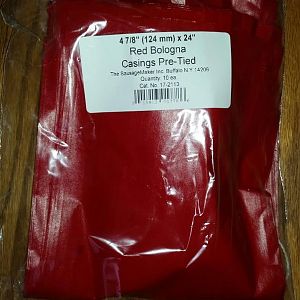 4 7/8" (124 mm) x 24"
Red Bologna
Casings Pre-Tied
The SausageMaker Inc. Buffalo N.Y. 14206
Quantity: 10 ea.
Cat. No. 17-2113